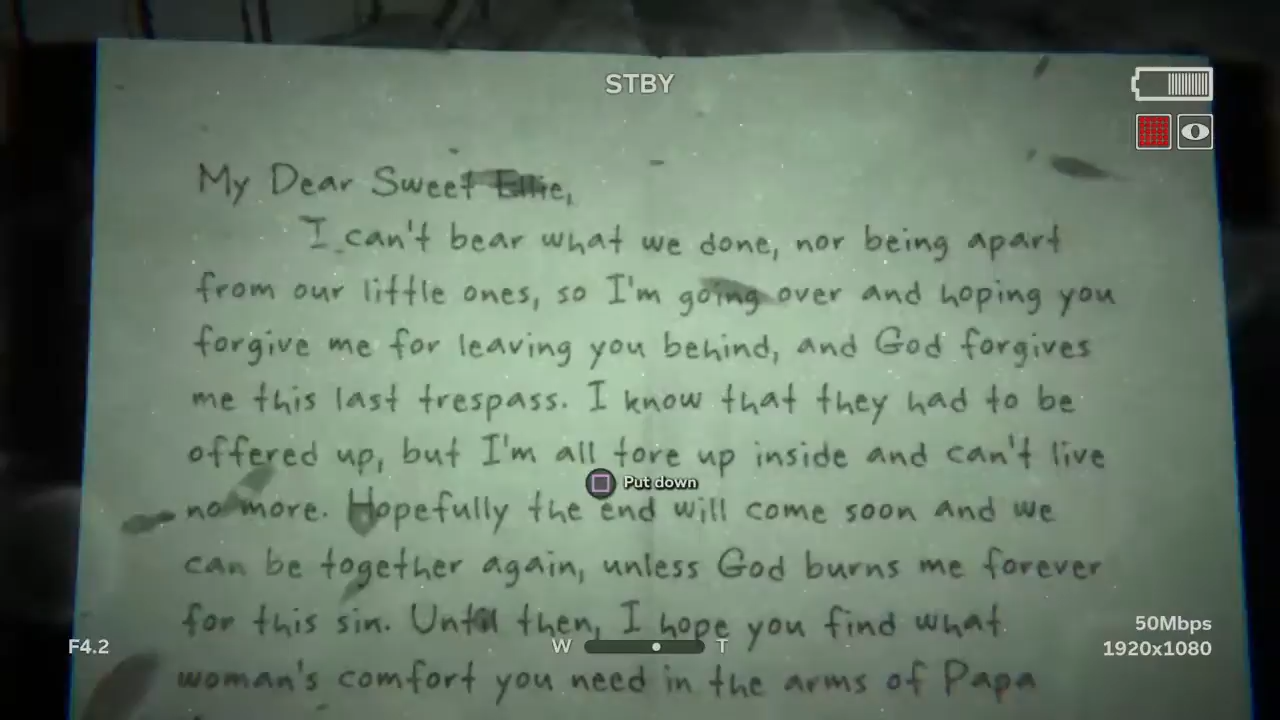 STBY
My Dear Sweet Ellie,
I can't bear what we done, nor being apart
from our little ones, so I'm going over and hoping you
forgive me for leaving you behind, and God forgives
me this last trespass. I know that they had to be
offered up, but I'm all tore up inside and can't live
Put down
no more. Hopefully the end will come soon and we
can be together again, unless God burns me forever
for this sin. Until then, I hope you find what
50Mbps
F4.2
W T
1920x1080
woman's comfort you need in the arms of Papa